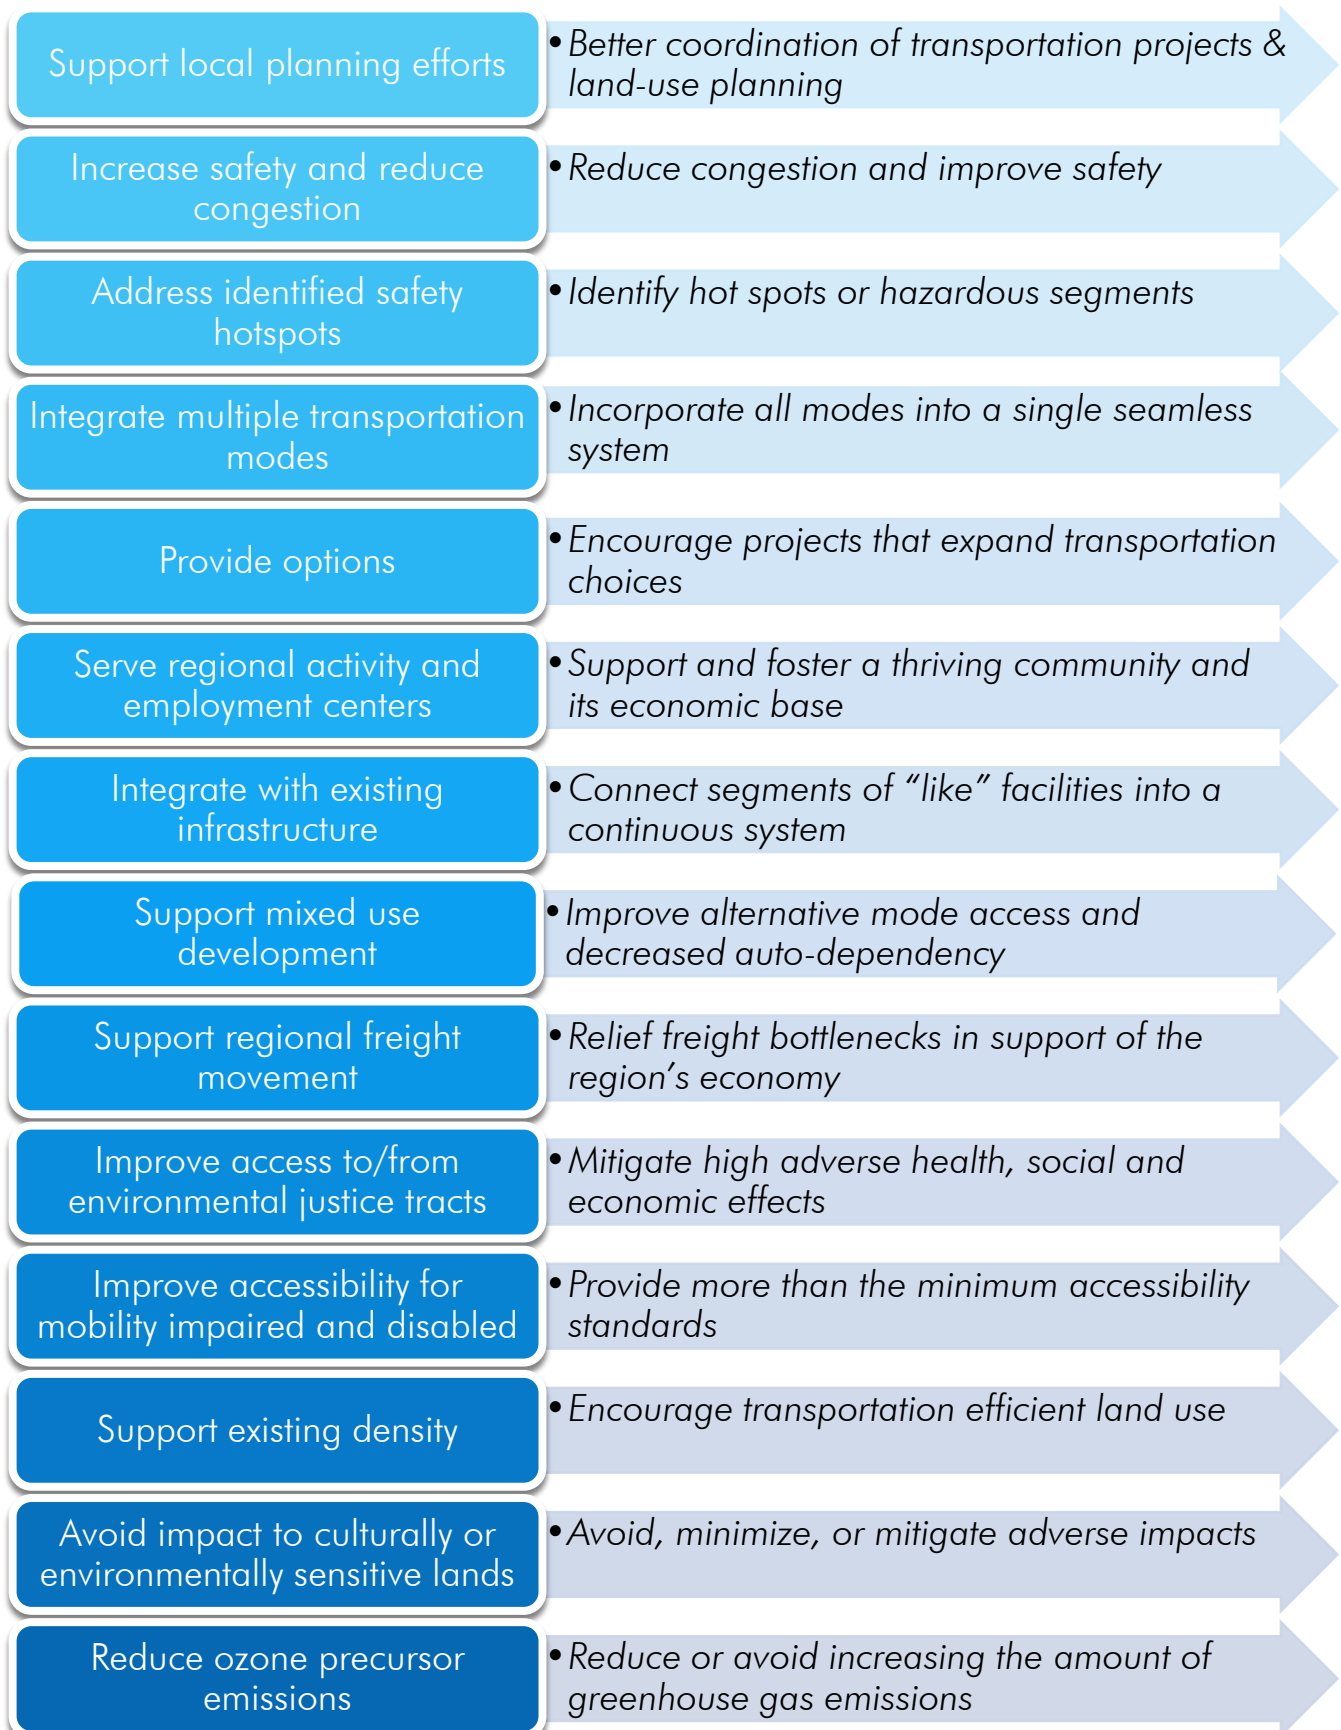 Support local planning efforts
• Better coordination of transportation projects &
land-use planning
Increase safety and reduce
congestion
• Reduce congestion and improve safety
Address identified safety
hotspots
• Identify hot spots or hazardous segments
Integrate multiple transportation
modes
• Incorporate all modes into a single seamless
system
Provide options
• Encourage projects that expand transportation
choices
Serve regional activity and
employment centers
• Support and foster a thriving community and
its economic base
Integrate with existing
infrastructure
• Connect segments of “like” facilities into a
continuous system
Support mixed use
development
• Improve alternative mode access and
decreased auto-dependency
Support regional freight
movement
• Relief freight bottlenecks in support of the
region’s economy
Improve access to/from
environmental justice tracts
• Mitigate high adverse health, social and
economic effects
Improve accessibility for
mobility impaired and disabled
• Provide more than the minimum accessibility
standards
Support existing density
• Encourage transportation efficient land use
Avoid impact to culturally or
environmentally sensitive lands
• Avoid, minimize, or mitigate adverse impacts
Reduce ozone precursor
emissions
• Reduce or avoid increasing the amount of
greenhouse gas emissions